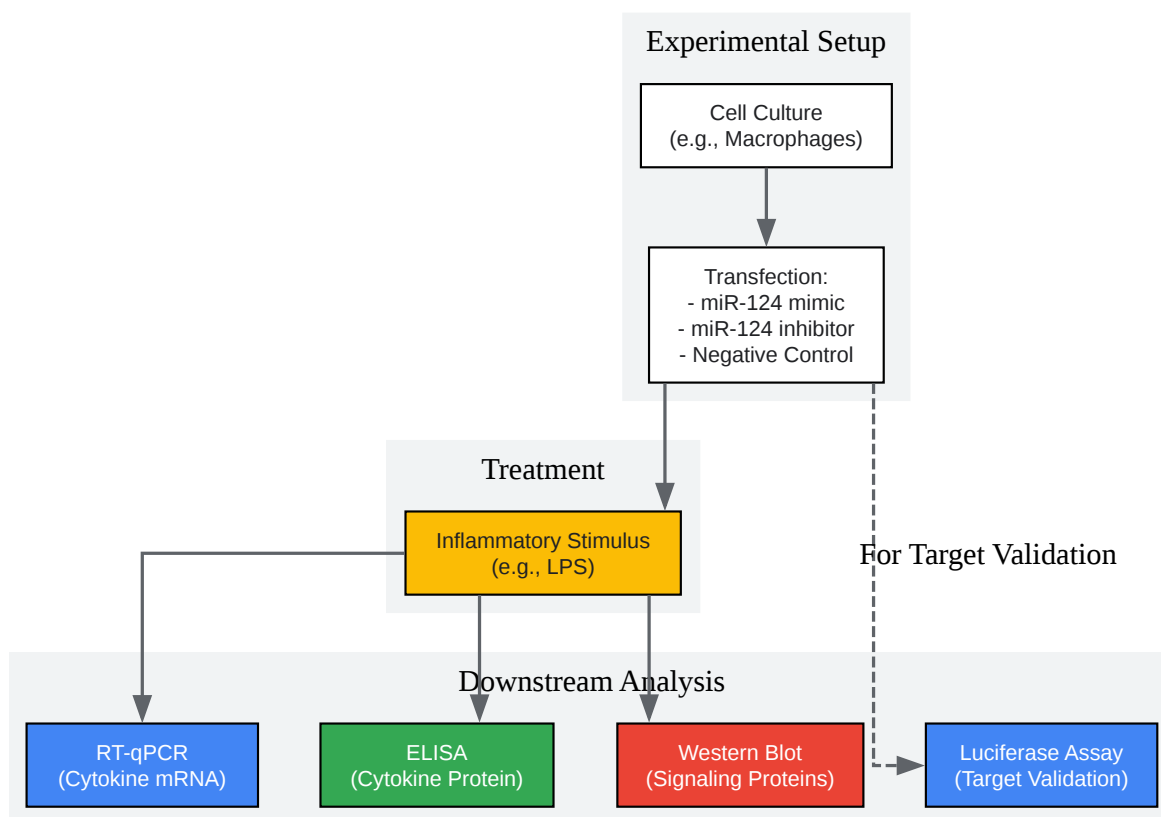 Experimental Setup
Cell Culture
(e.g., Macrophages)
Transfection:
- miR-124 mimic
- miR-124 inhibitor
- Negative Control
Treatment
Inflammatory Stimulus
(e.g., LPS)
For Target Validation
Downstream Analysis
RT-qPCR
(Cytokine mRNA)
ELISA
(Cytokine Protein)
Western Blot
(Signaling Proteins)
Luciferase Assay
(Target Validation)